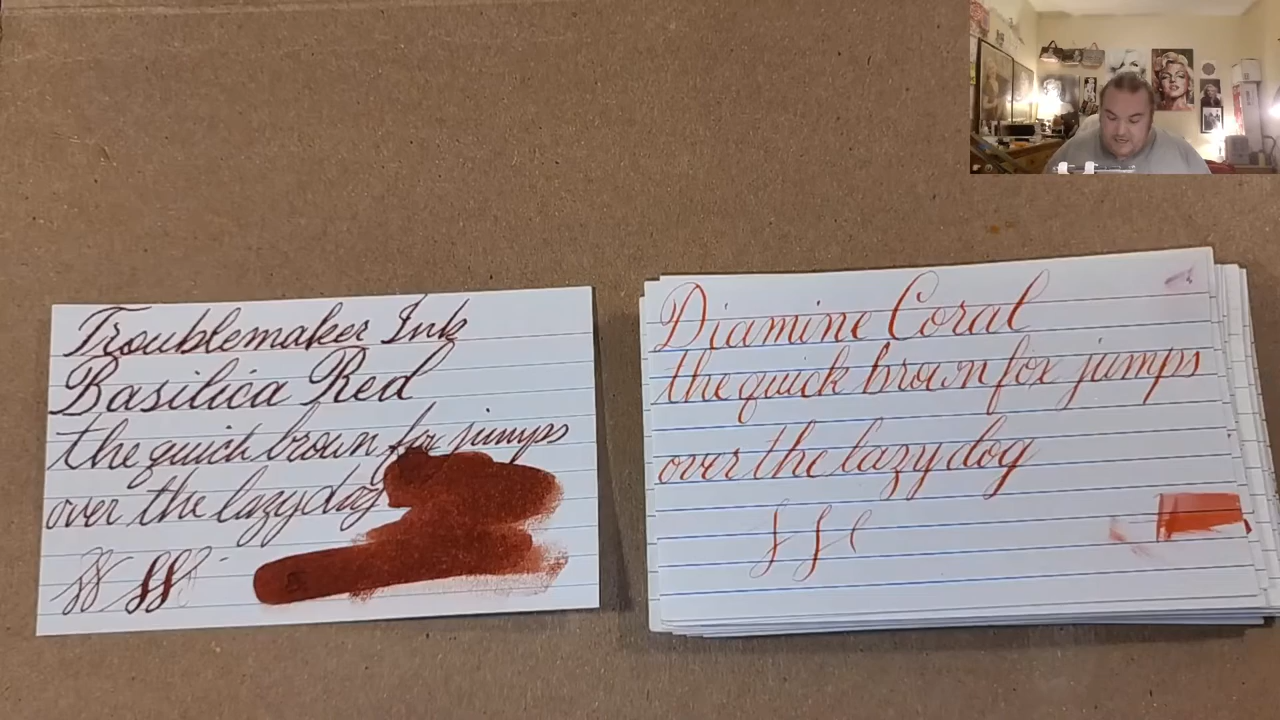 Troublemaker Ink
Basilica Red
the quick brown fox jumps
over the lazy dog
Diamine Coral
the quick brown fox jumps
over the lazy dog